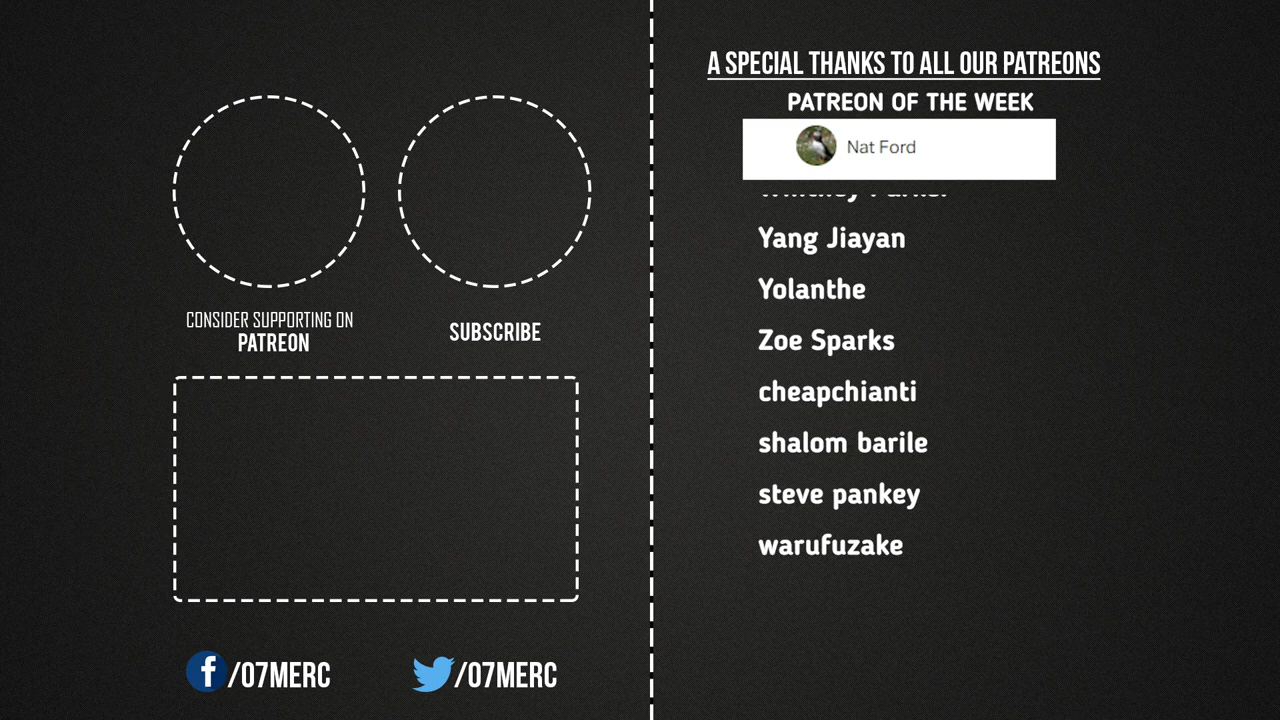 CONSIDER SUPPORTING ON
PATREON
SUBSCRIBE
/07MERC
/07MERC
A SPECIAL THANKS TO ALL OUR PATREONS
PATREON OF THE WEEK
Nat Ford
Yang Jiayan
Yolanthe
Zoe Sparks
cheapchianti
shalom barile
steve pankey
warufuzake